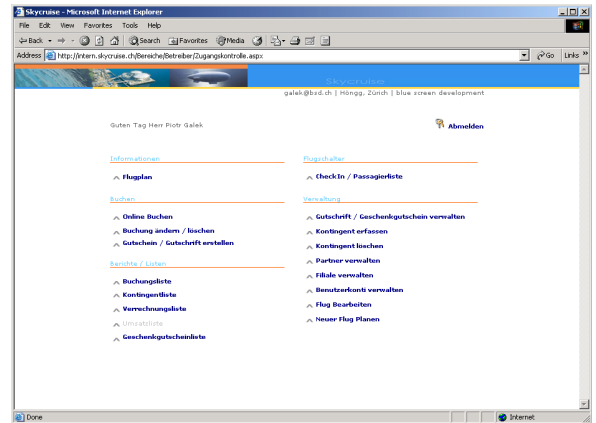 Skycruise - Microsoft Internet Explorer
File Edit View Favorites Tools Help
Back Search Favorites Media
Address http://intern.skycruise.ch/Bereiche/Betreiber/Zugangskontrolle.aspx Go Links »
Skycruise
galek@bsd.ch | Höngg, Zürich | blue screen development
Guten Tag Herr Piotr Galek
Abmelden
Informationen
Flugplan
Buchen
Online Buchen
Buchung ändern / löschen
Gutschein / Gutschrift erstellen
Berichte / Listen
Buchungsliste
Kontingentliste
Verrechnungsliste
Umsatzliste
Geschenkgutscheinliste
Flugschalter
CheckIn / Passagierliste
Verwaltung
Gutschrift / Geschenkgutschein verwalten
Kontingent erfassen
Kontingent löschen
Partner verwalten
Filiale verwalten
Benutzerkonti verwalten
Flug Bearbeiten
Neuer Flug Planen
Done Internet